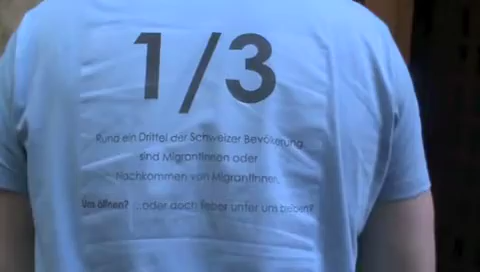 1/3
Rund ein Drittel der Schweizer Bevölkerung
sind MigrantInnen oder
Nachkommen von MigrantInnen.
Uns öffnen? ...oder doch lieber unter uns bleiben?